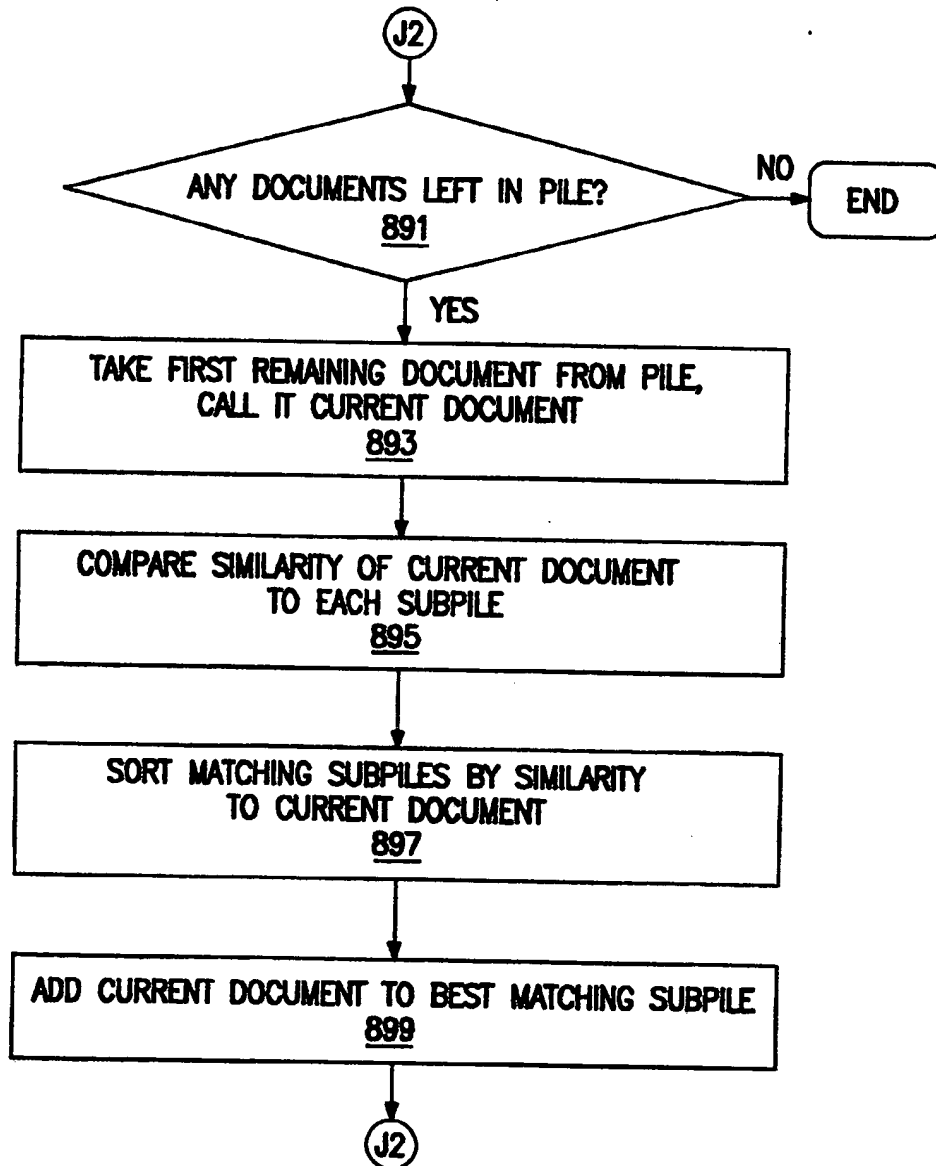 J2
ANY DOCUMENTS LEFT IN PILE?
891
NO
END
YES
TAKE FIRST REMAINING DOCUMENT FROM PILE,
CALL IT CURRENT DOCUMENT
893
COMPARE SIMILARITY OF CURRENT DOCUMENT
TO EACH SUBPILE
895
SORT MATCHING SUBPILES BY SIMILARITY
TO CURRENT DOCUMENT
897
ADD CURRENT DOCUMENT TO BEST MATCHING SUBPILE
899
J2